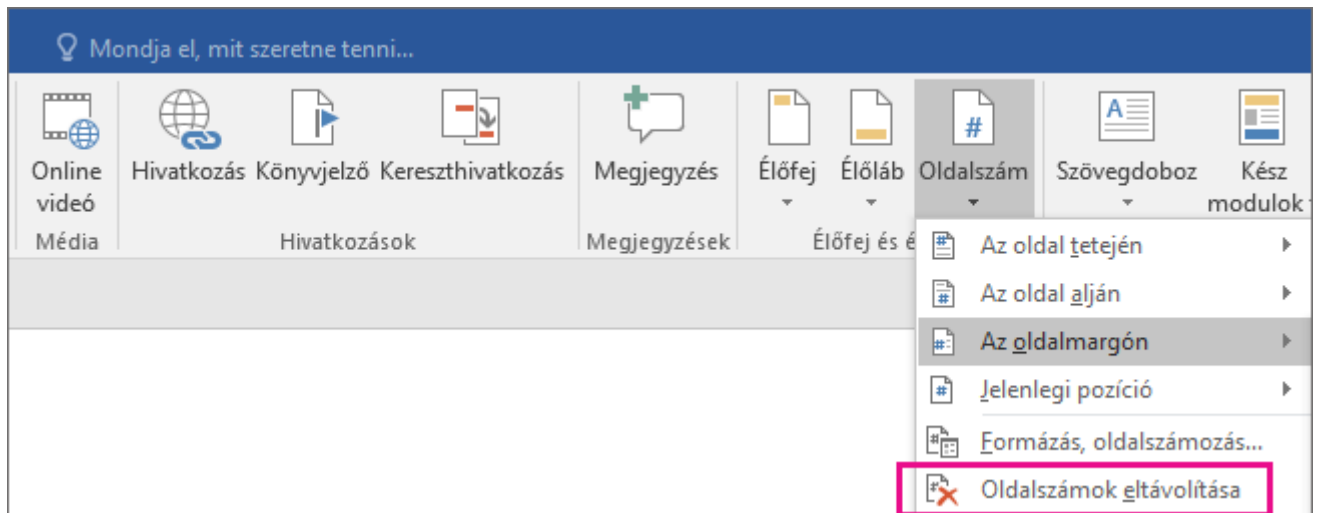 Mondja el, mit szeretne tenni...
Online videó
Hivatkozás
Könyvjelző
Kereszthivatkozás
Megjegyzés
Élőfej
Élőláb
Oldalszám
Szövegdoboz
Kész modulok
Média
Hivatkozások
Megjegyzések
Élőfej és é
Az oldal tetején
Az oldal alján
Az oldalmargón
Jelenlegi pozíció
Formázás, oldalszámozás...
Oldalszámok eltávolítása